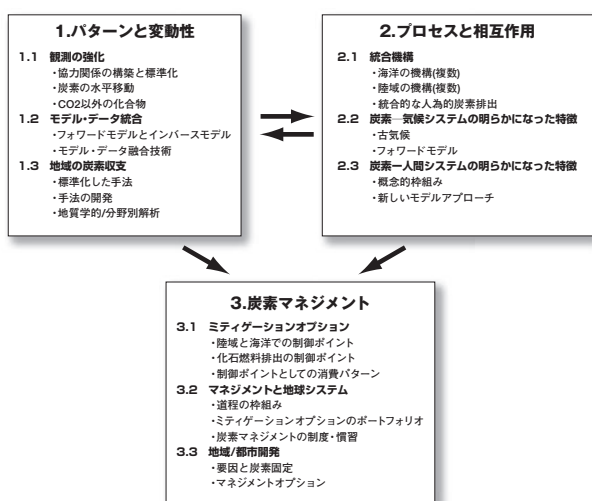 1.パターンと変動性
1.1 観測の強化
・協力関係の構築と標準化
・炭素の水平移動
・CO2以外の化合物
1.2 モデル・データ統合
・フォワードモデルとインバースモデル
・モデル・データ融合技術
1.3 地域の炭素収支
・標準化した手法
・手法の開発
・地質学的/分野別解析
2.プロセスと相互作用
2.1 統合機構
・海洋の機構(複数)
・陸域の機構(複数)
・統合的な人為的炭素排出
2.2 炭素―気候システムの明らかになった特徴
・古気候
・フォワードモデル
2.3 炭素ー人間システムの明らかになった特徴
・概念的枠組み
・新しいモデルアプローチ
3.炭素マネジメント
3.1 ミティゲーションオプション
・陸域と海洋での制御ポイント
・化石燃料排出の制御ポイント
・制御ポイントとしての消費パターン
3.2 マネジメントと地球システム
・道程の枠組み
・ミティゲーションオプションのポートフォリオ
・炭素マネジメントの制度・慣習
3.3 地域/都市開発
・要因と炭素固定
・マネジメントオプション